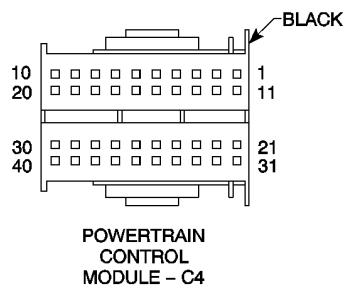 BLACK
10 1
20 11
30 21
40 31
POWERTRAIN
CONTROL
MODULE – C4